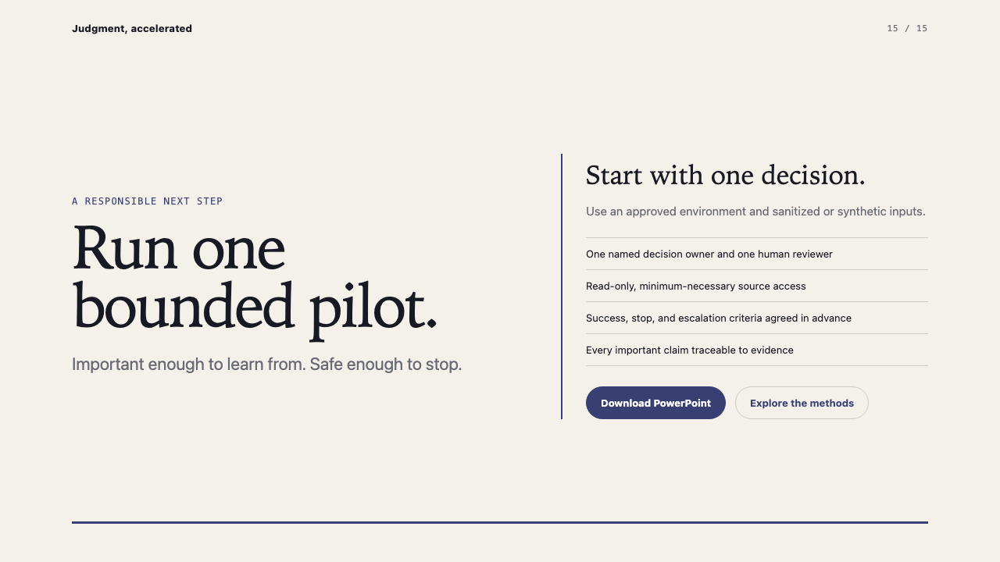 Judgment, accelerated
15 / 15
A RESPONSIBLE NEXT STEP
Run one
bounded pilot.
Important enough to learn from. Safe enough to stop.
Start with one decision.
Use an approved environment and sanitized or synthetic inputs.
One named decision owner and one human reviewer
Read-only, minimum-necessary source access
Success, stop, and escalation criteria agreed in advance
Every important claim traceable to evidence
Download PowerPoint
Explore the methods